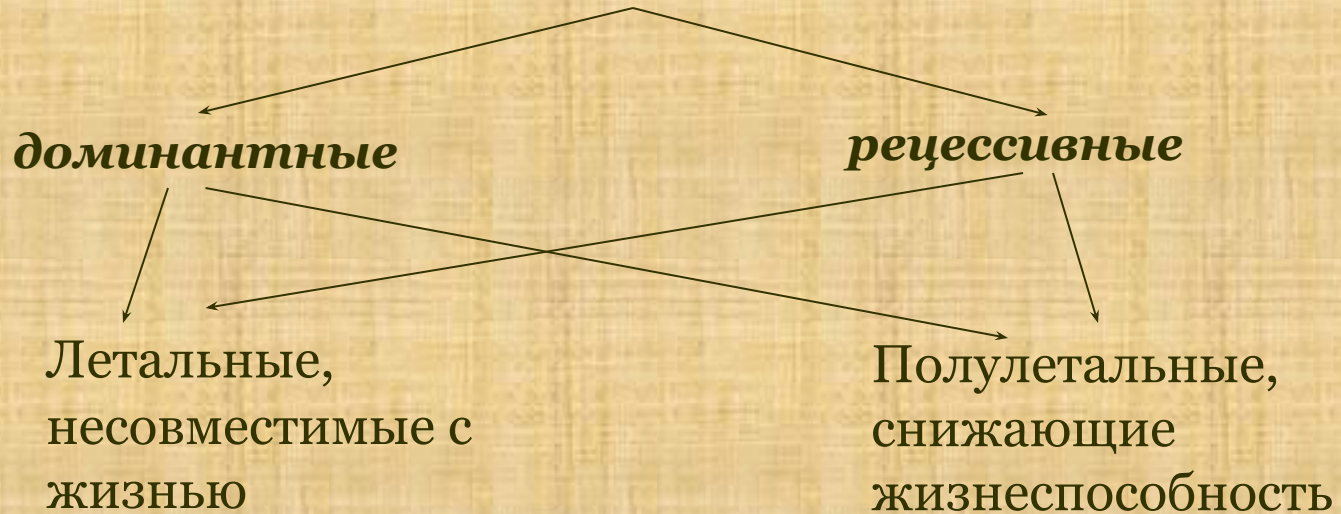 доминантные
рецессивные
Летальные,
несовместимые с
жизнью
Полулетальные,
снижающие
жизнеспособность